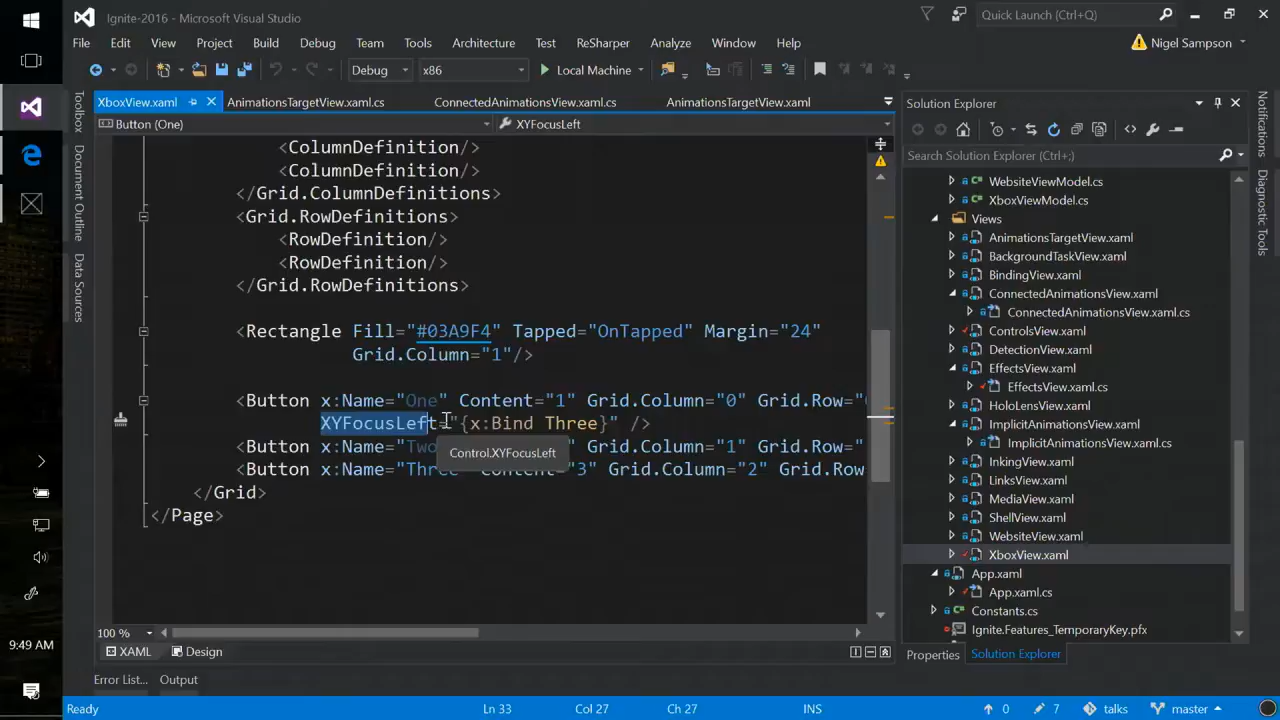 Ignite-2016 - Microsoft Visual Studio
Quick Launch (Ctrl+;)
File Edit View Project Build Debug Team Tools Architecture Test ReSharper Analyze Window Help
Nigel Sampson
Debug x86 Local Machine
XboxView.xaml AnimationsTargetView.xaml.cs ConnectedAnimationsView.xaml.cs AnimationsTargetView.xaml
Button (One) XYFocusLeft
Toolbox
Document Outline
Data Sources
<ColumnDefinition/>
<ColumnDefinition/>
</Grid.ColumnDefinitions>
<Grid.RowDefinitions>
<RowDefinition/>
<RowDefinition/>
</Grid.RowDefinitions>
<Rectangle Fill="#03A9F4" Tapped="OnTapped" Margin="24"
Grid.Column="1"/>
<Button x:Name="One" Content="1" Grid.Column="0" Grid.Row="
XYFocusLeft="{x:Bind Three}" />
<Button x:Name="Two Grid.Column="1" Grid.Row="
Control.XYFocusLeft
<Button x:Name="Three "3" Grid.Column="2" Grid.Row
</Grid>
</Page>
100 %
XAML Design
Error List... Output
Solution Explorer
Search Solution Explorer (Ctrl+;)
WebsiteViewModel.cs
XboxViewModel.cs
Views
AnimationsTargetView.xaml
BackgroundTaskView.xaml
BindingView.xaml
ConnectedAnimationsView.xaml
ConnectedAnimationsView.xaml.cs
ControlsView.xaml
DetectionView.xaml
EffectsView.xaml
EffectsView.xaml.cs
HoloLensView.xaml
ImplicitAnimationsView.xaml
ImplicitAnimationsView.xaml.cs
InkingView.xaml
LinksView.xaml
MediaView.xaml
ShellView.xaml
WebsiteView.xaml
XboxView.xaml
App.xaml
App.xaml.cs
Constants.cs
Ignite.Features_TemporaryKey.pfx
Properties Solution Explorer
Notifications
Diagnostic Tools
9:49 AM
Ready Ln 33 Col 27 Ch 27 INS 0 7 talks master